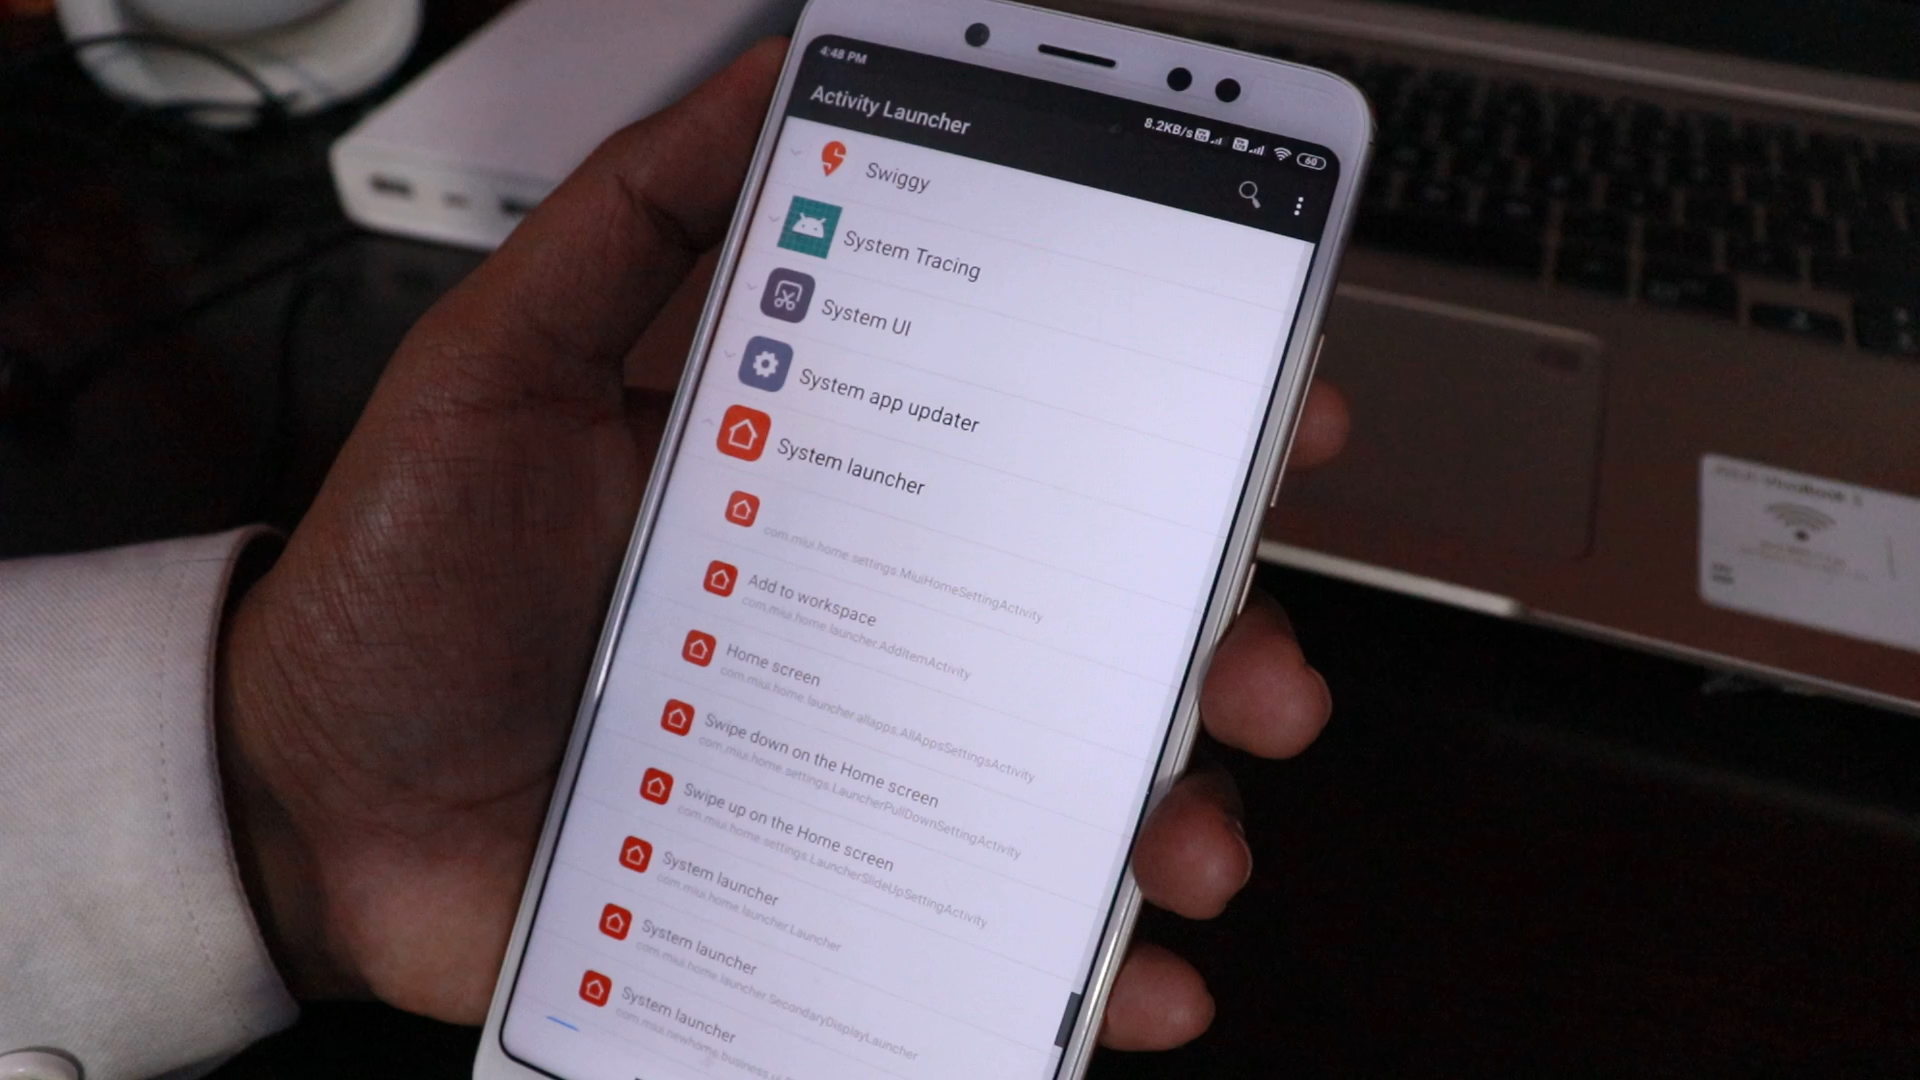 4:48 PM
8.2KB/s
60
Activity Launcher
Swiggy
System Tracing
System UI
System app updater
System launcher
com.miui.home.settings.MiuiHomeSettingActivity
Add to workspace
com.miui.home.launcher.AddItemActivity
Home screen
com.miui.home.launcher.allapps.AllAppsSettingsActivity
Swipe down on the Home screen
com.miui.home.settings.LauncherPullDownSettingActivity
Swipe up on the Home screen
com.miui.home.settings.LauncherSlideUpSettingActivity
System launcher
com.miui.home.launcher.Launcher
System launcher
com.miui.home.launcher.SecondaryDisplayLauncher
System launcher
com.miui.newhome.business.ui